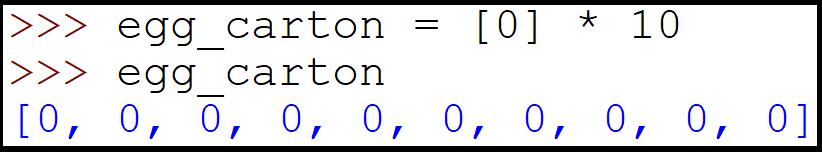 >>> egg_carton = [0] * 10
>>> egg_carton
[0, 0, 0, 0, 0, 0, 0, 0, 0, 0]